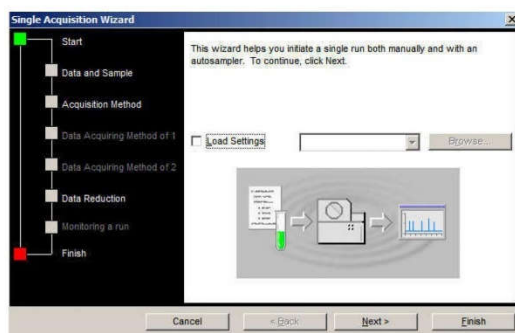 Single Acquisition Wizard
Start
Data and Sample
Acquisition Method
Data Acquiring Method of 1
Data Acquiring Method of 2
Data Reduction
Monitoring a run
Finish
This wizard helps you initiate a single run both manually and with an
autosampler. To continue, click Next.
Load Settings
Browse...
Cancel
< Back
Next >
Finish